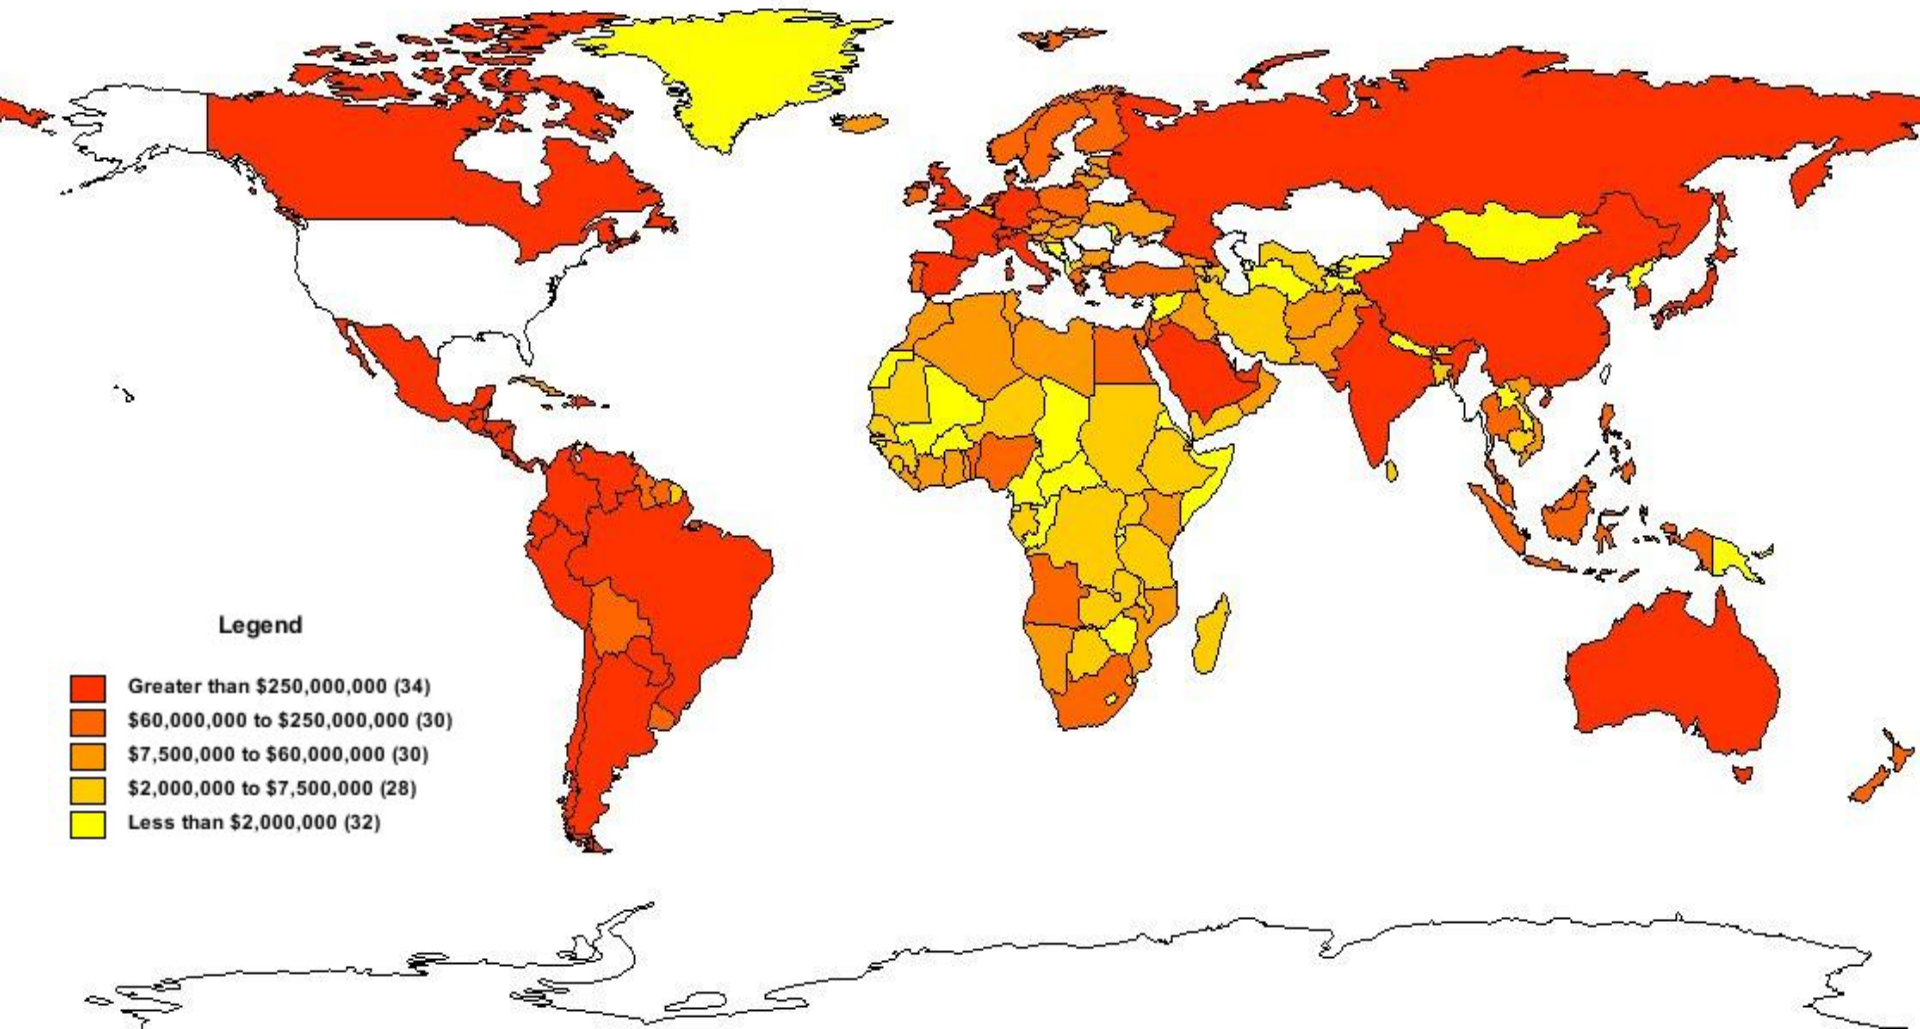 Legend
Greater than $250,000,000 (34)
$60,000,000 to $250,000,000 (30)
$7,500,000 to $60,000,000 (30)
$2,000,000 to $7,500,000 (28)
Less than $2,000,000 (32)